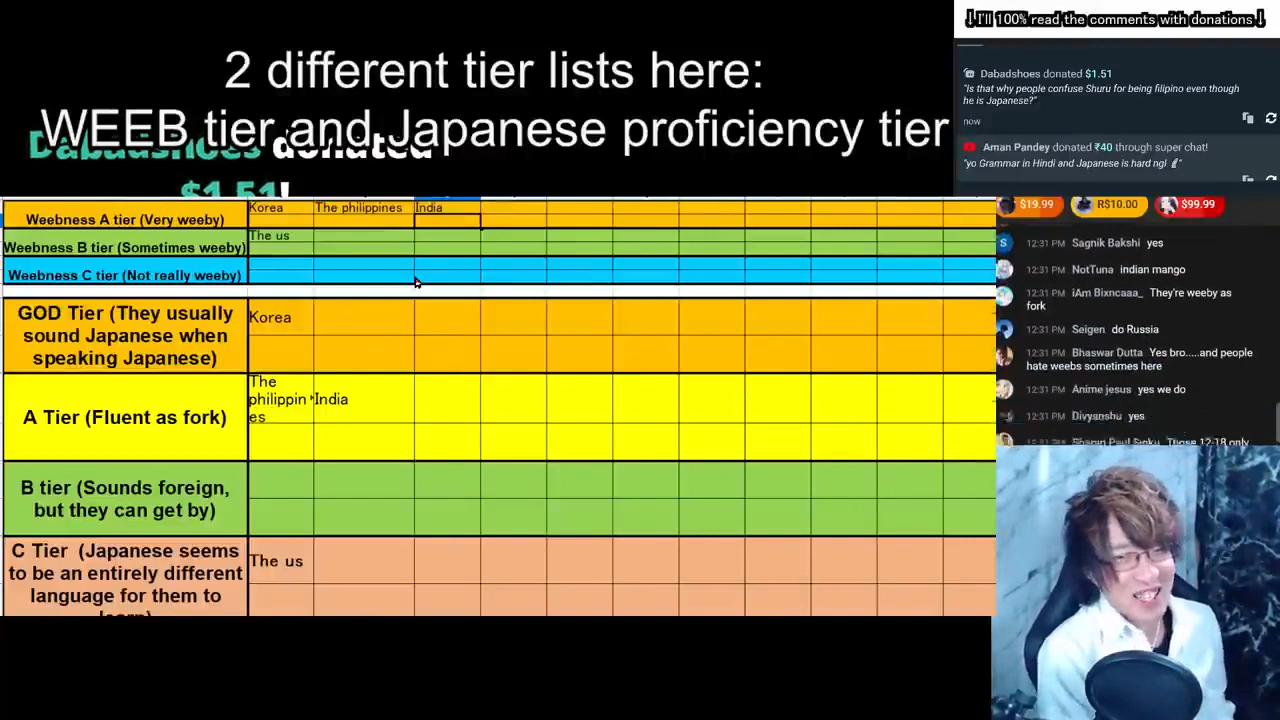 2 different tier lists here:
WEEB tier and Japanese proficiency tier
Dabadshoes donated
$1.51!
Weebness A tier (Very weeby)
Korea
The philippines
India
Weebness B tier (Sometimes weeby)
The us
Weebness C tier (Not really weeby)
GOD Tier (They usually
sound Japanese when
speaking Japanese)
Korea
A Tier (Fluent as fork)
The
philippin
es
India
B tier (Sounds foreign,
but they can get by)
C Tier (Japanese seems
to be an entirely different
language for them to
learn)
The us
↓I'll 100% read the comments with donations↓
Dabadshoes donated $1.51
"Is that why people confuse Shuru for being filipino even though
he is Japanese?"
now
Aman Pandey donated ₹40 through super chat!
"yo Grammar in Hindi and Japanese is hard ngl
$19.99
R$10.00
$99.99
S
12:31 PM Sagnik Bakshi yes
12:31 PM NotTuna indian mango
12:31 PM iAm Bixncaaa_ They're weeby as
fork
12:31 PM Seigen do Russia
12:31 PM Bhaswar Dutta Yes bro.....and people
hate weebs sometimes here
12:31 PM Anime jesus yes we do
12:31 PM Divyanshu yes
12-18 only